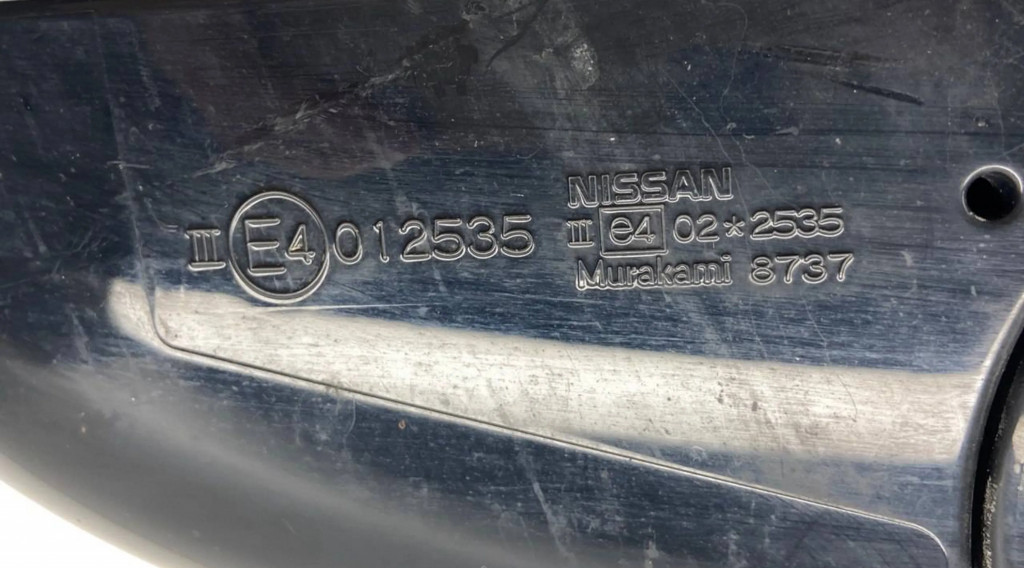 III E4 012535
NISSAN
III e4 02*2535
Murakami 8737